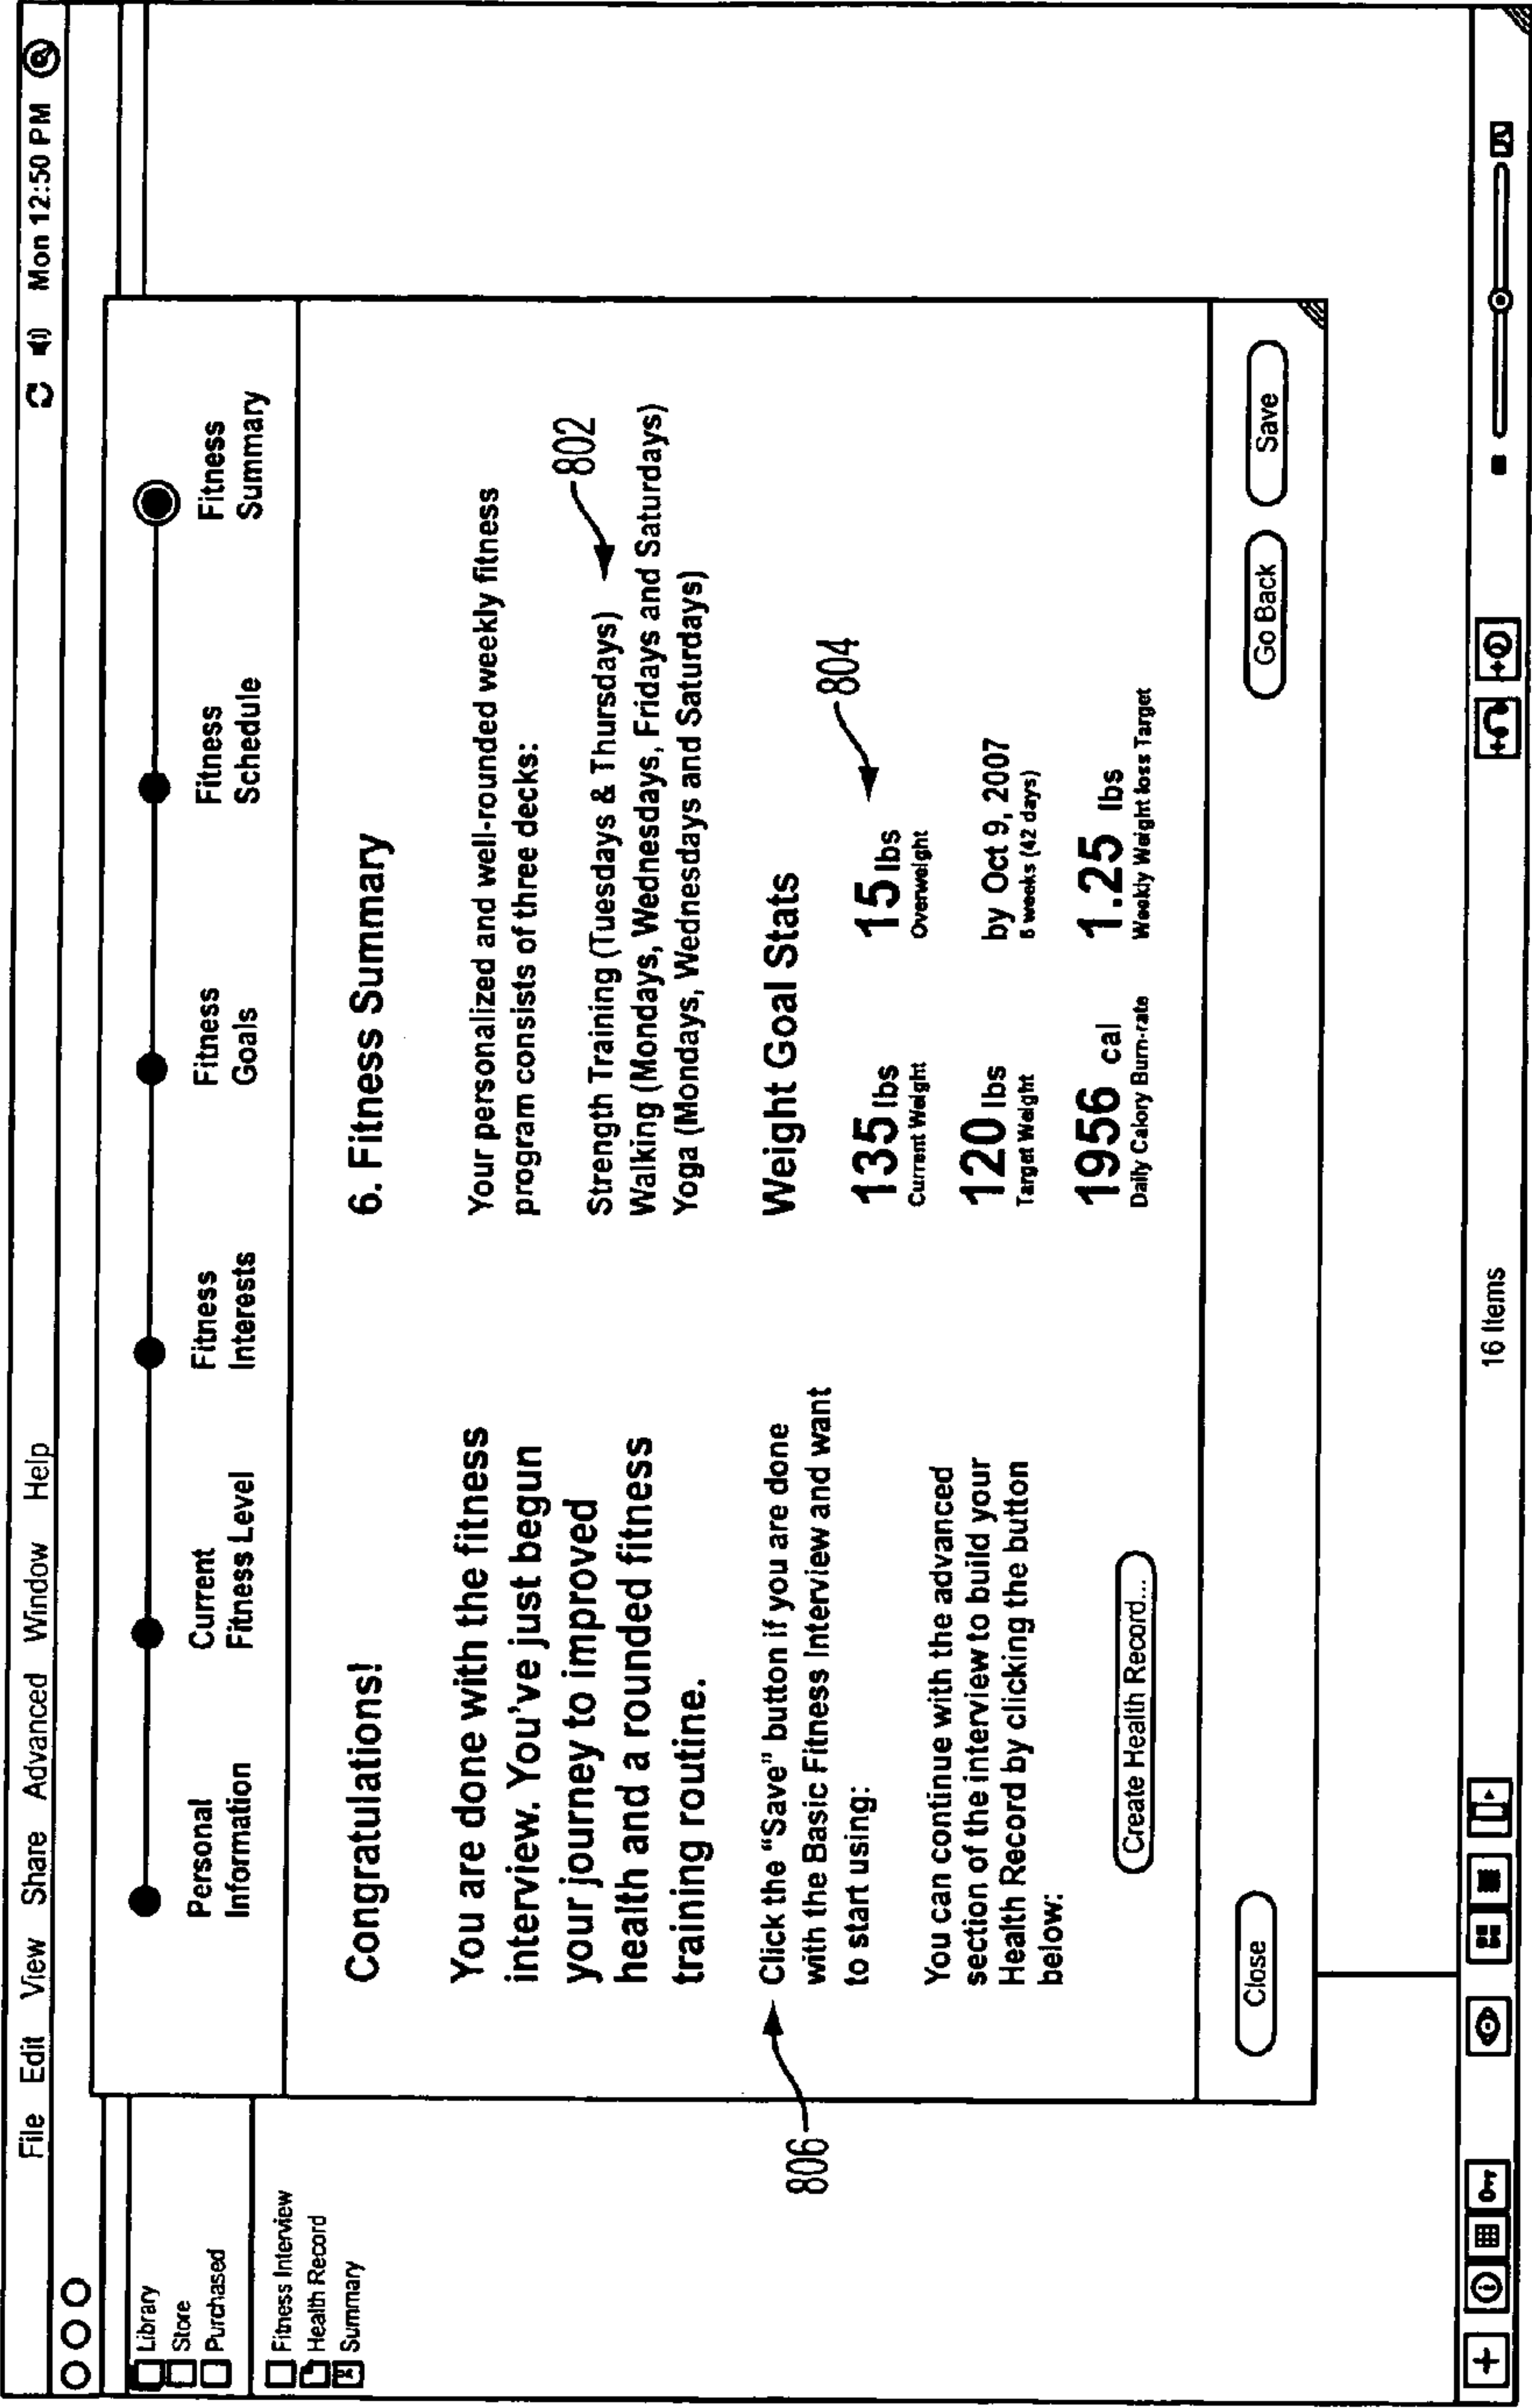 File Edit View Share Advanced Window Help
Mon 12:50 PM
Library
Store
Purchased
Fitness Interview
Health Record
Summary
Personal
Information
Current
Fitness Level
Fitness
Interests
Fitness
Goals
Fitness
Schedule
Fitness
Summary
Congratulations!
You are done with the fitness
interview. You've just begun
your journey to improved
health and a rounded fitness
training routine.
806
Click the "Save" button if you are done
with the Basic Fitness Interview and want
to start using:
You can continue with the advanced
section of the interview to build your
Health Record by clicking the button
below:
Create Health Record...
6. Fitness Summary
Your personalized and well-rounded weekly fitness
program consists of three decks:
Strength Training (Tuesdays & Thursdays)
802
Walking (Mondays, Wednesdays, Fridays and Saturdays)
Yoga (Mondays, Wednesdays and Saturdays)
Weight Goal Stats
135 lbs
Current Weight
15 lbs
Overweight
804
120 lbs
Target Weight
by Oct 9, 2007
weeks (42 days)
1956 cal
Daily Calory Burn-rate
1.25 lbs
Weekly Weight loss Target
Close
Go Back
Save
16 Items